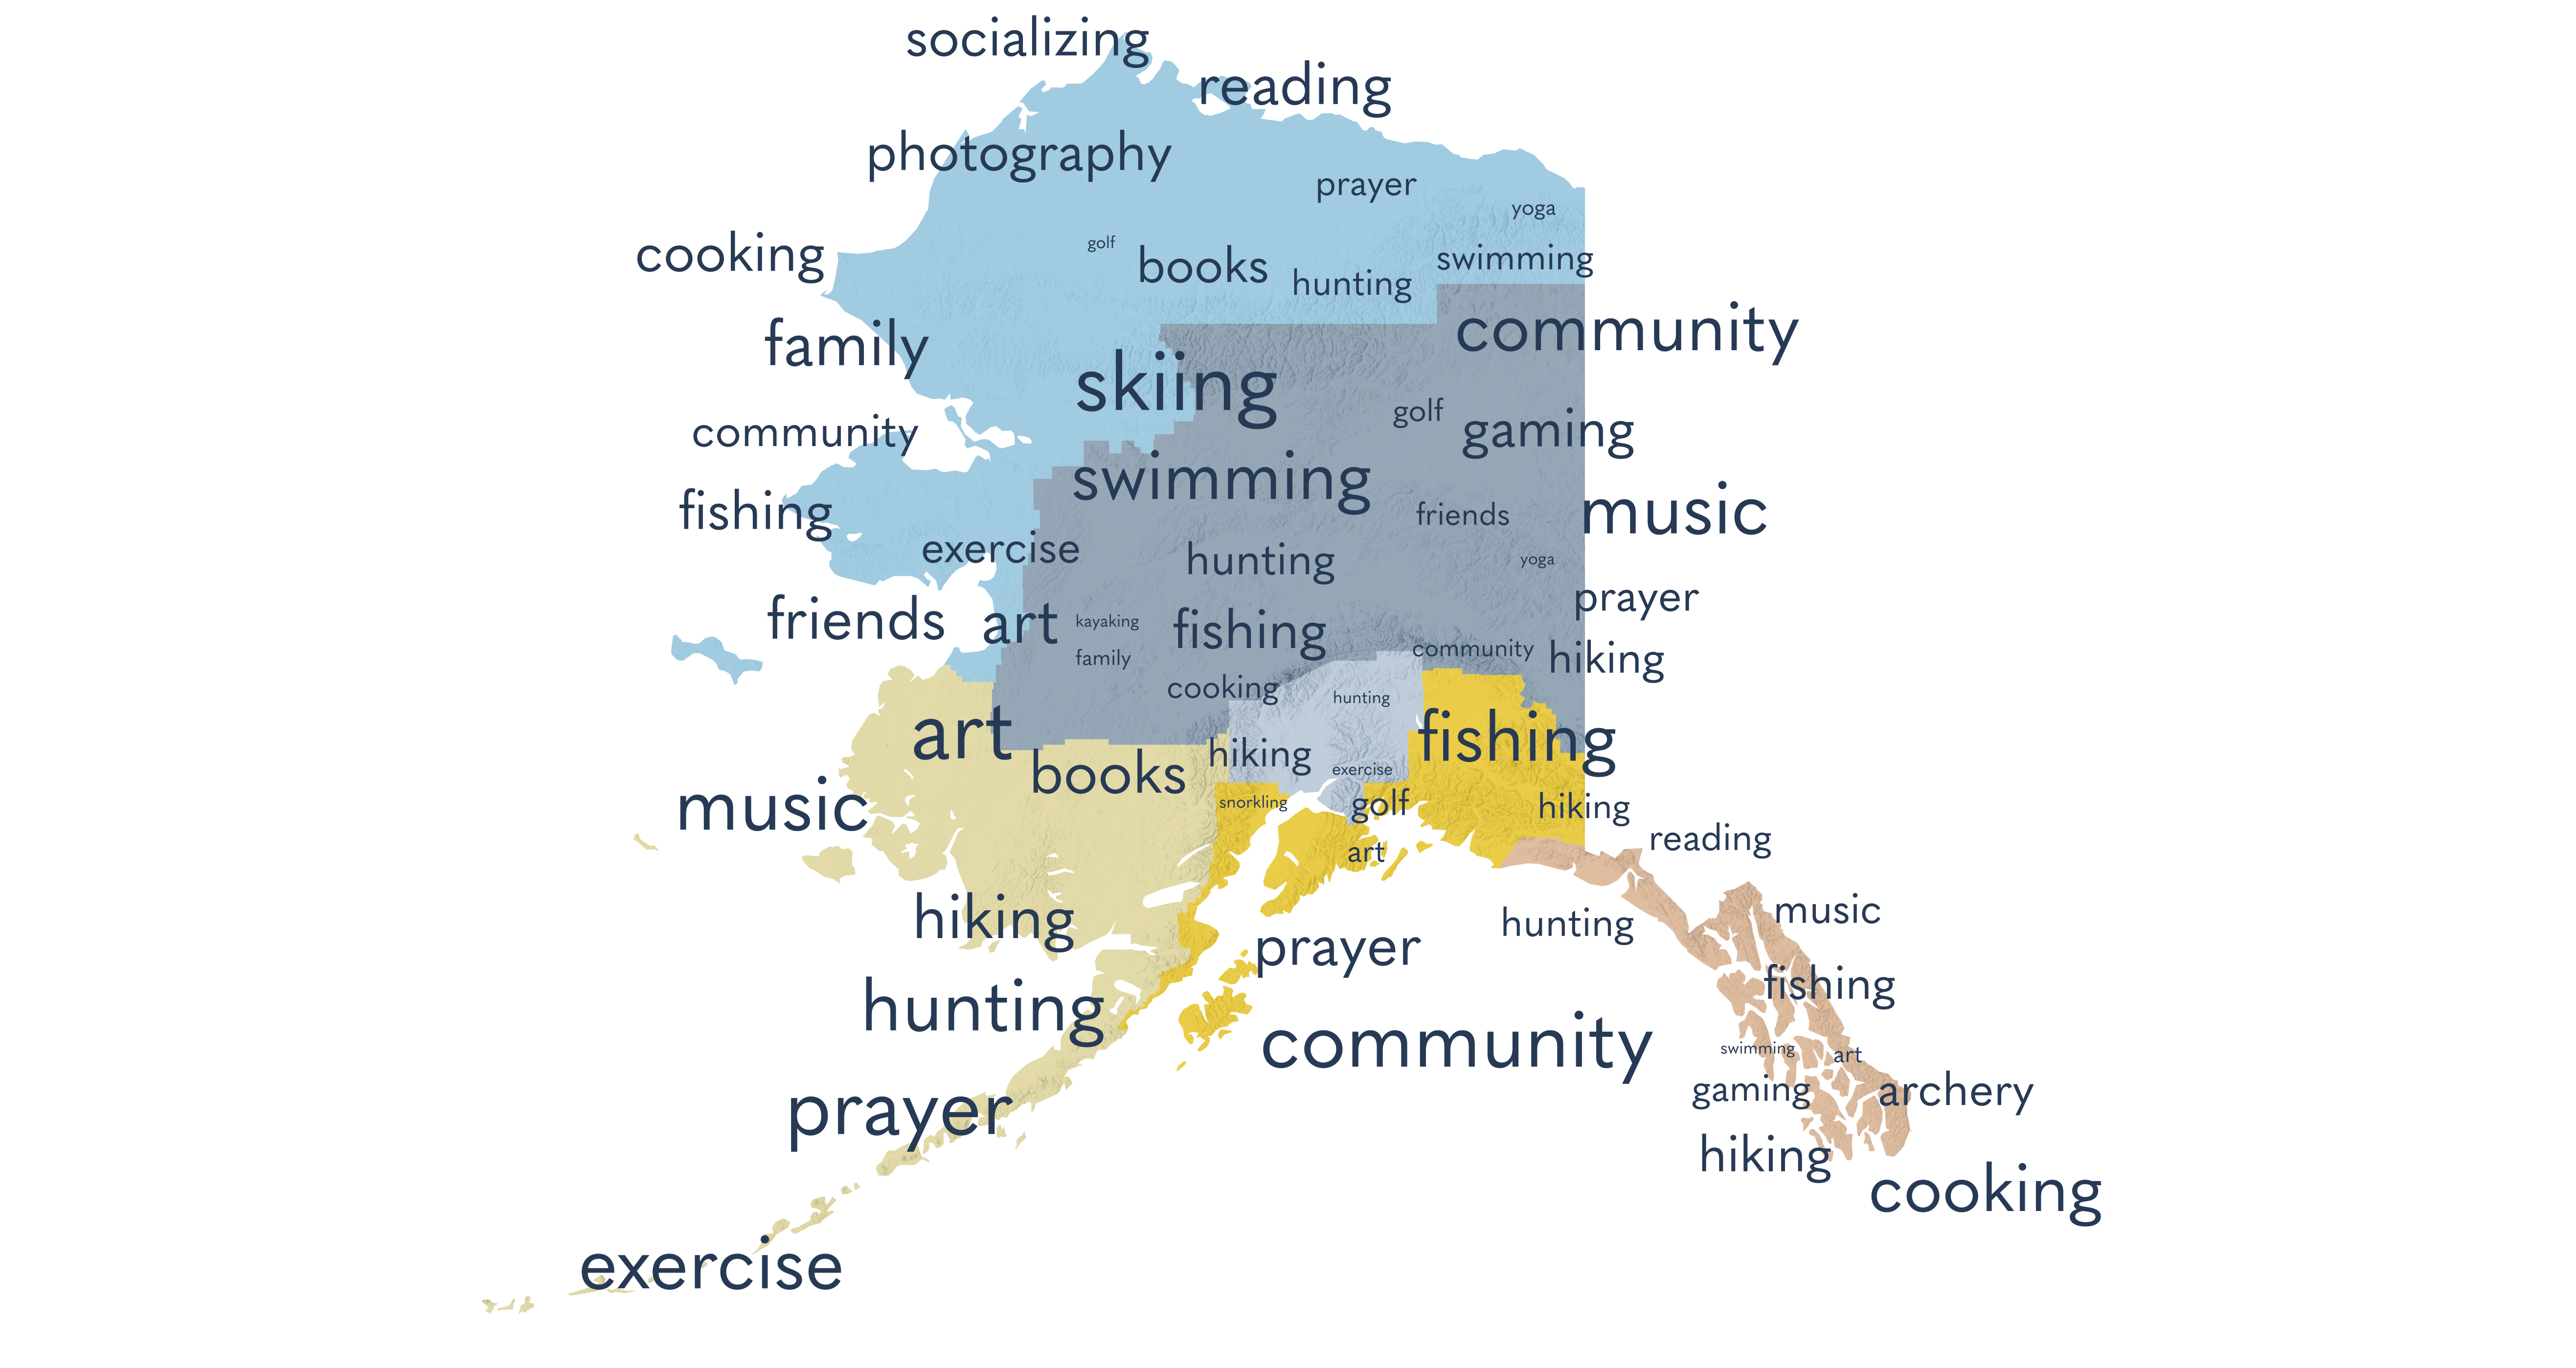 socializing
reading
photography
prayer
yoga
golf
cooking
books
hunting
swimming
community
family
skiing
golf
gaming
community
swimming
fishing
friends
music
exercise
hunting
yoga
prayer
friends
art
kayaking
fishing
family
community
hiking
cooking
hunting
art
books
hiking
exercise
fishing
music
snorkling
golf
hiking
art
reading
hiking
prayer
hunting
music
hunting
community
fishing
swimming
art
gaming
archery
prayer
hiking
cooking
exercise